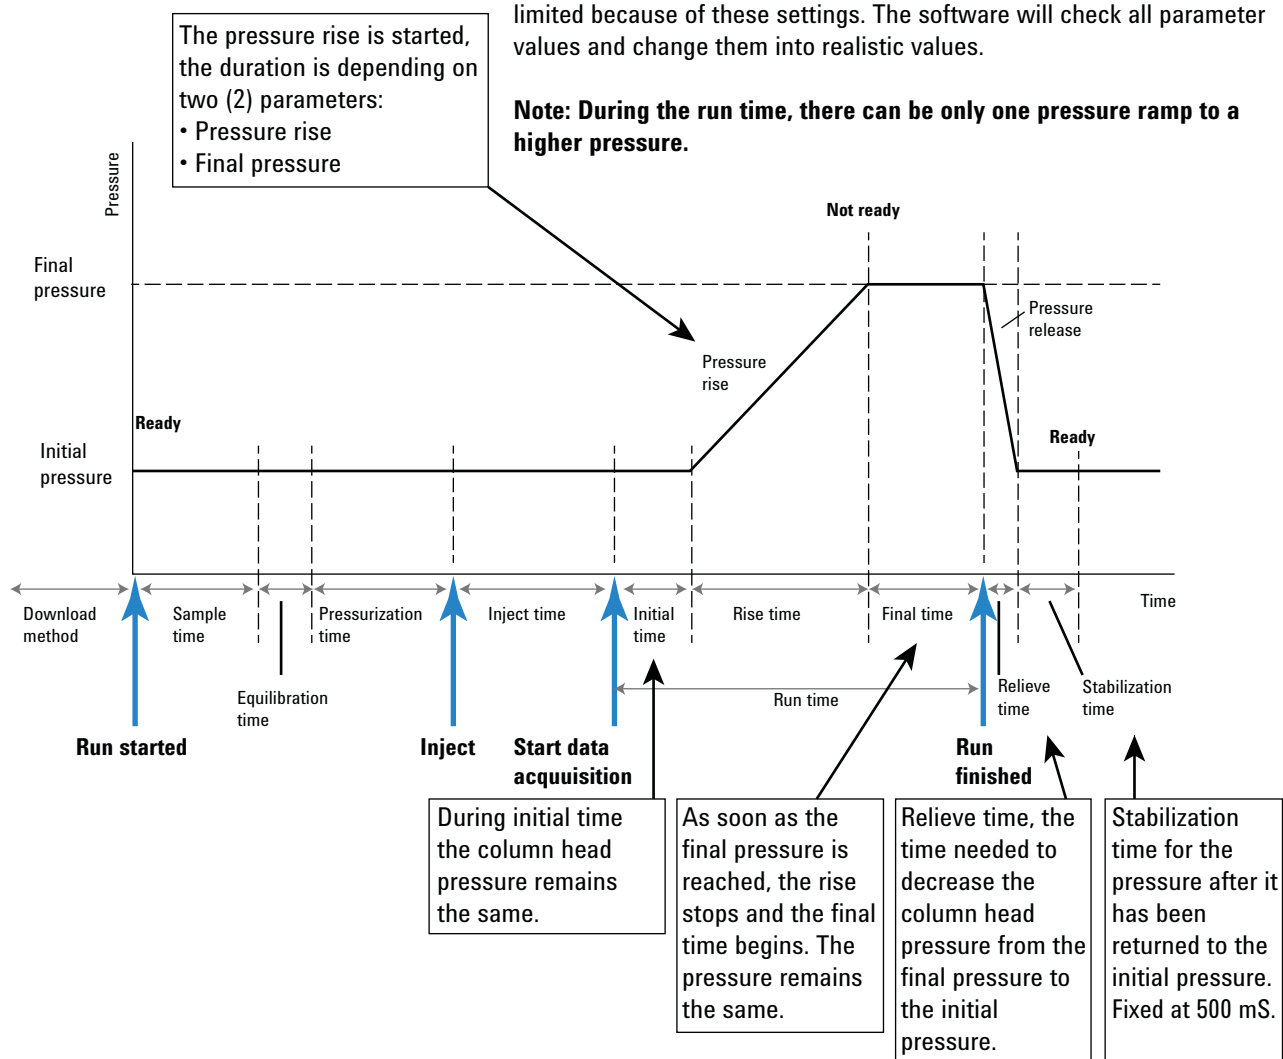 limited because of these settings. The software will check all parameter
values and change them into realistic values.
Note: During the run time, there can be only one pressure ramp to a
higher pressure.
The pressure rise is started,
the duration is depending on
two (2) parameters:
• Pressure rise
• Final pressure
Pressure
Not ready
Final
pressure
Pressure
release
Pressure
rise
Ready
Ready
Initial
pressure
Download
method
Sample
time
Pressurization
time
Inject time
Initial
time
Rise time
Final time
Time
Equilibration
time
Run time
Relieve
time
Stabilization
time
Run started
Inject
Start data
acquuisition
Run
finished
During initial time
the column head
pressure remains
the same.
As soon as the
final pressure is
reached, the rise
stops and the final
time begins. The
pressure remains
the same.
Relieve time, the
time needed to
decrease the
column head
pressure from the
final pressure to
the initial
pressure.
Stabilization
time for the
pressure after it
has been
returned to the
initial pressure.
Fixed at 500 mS.